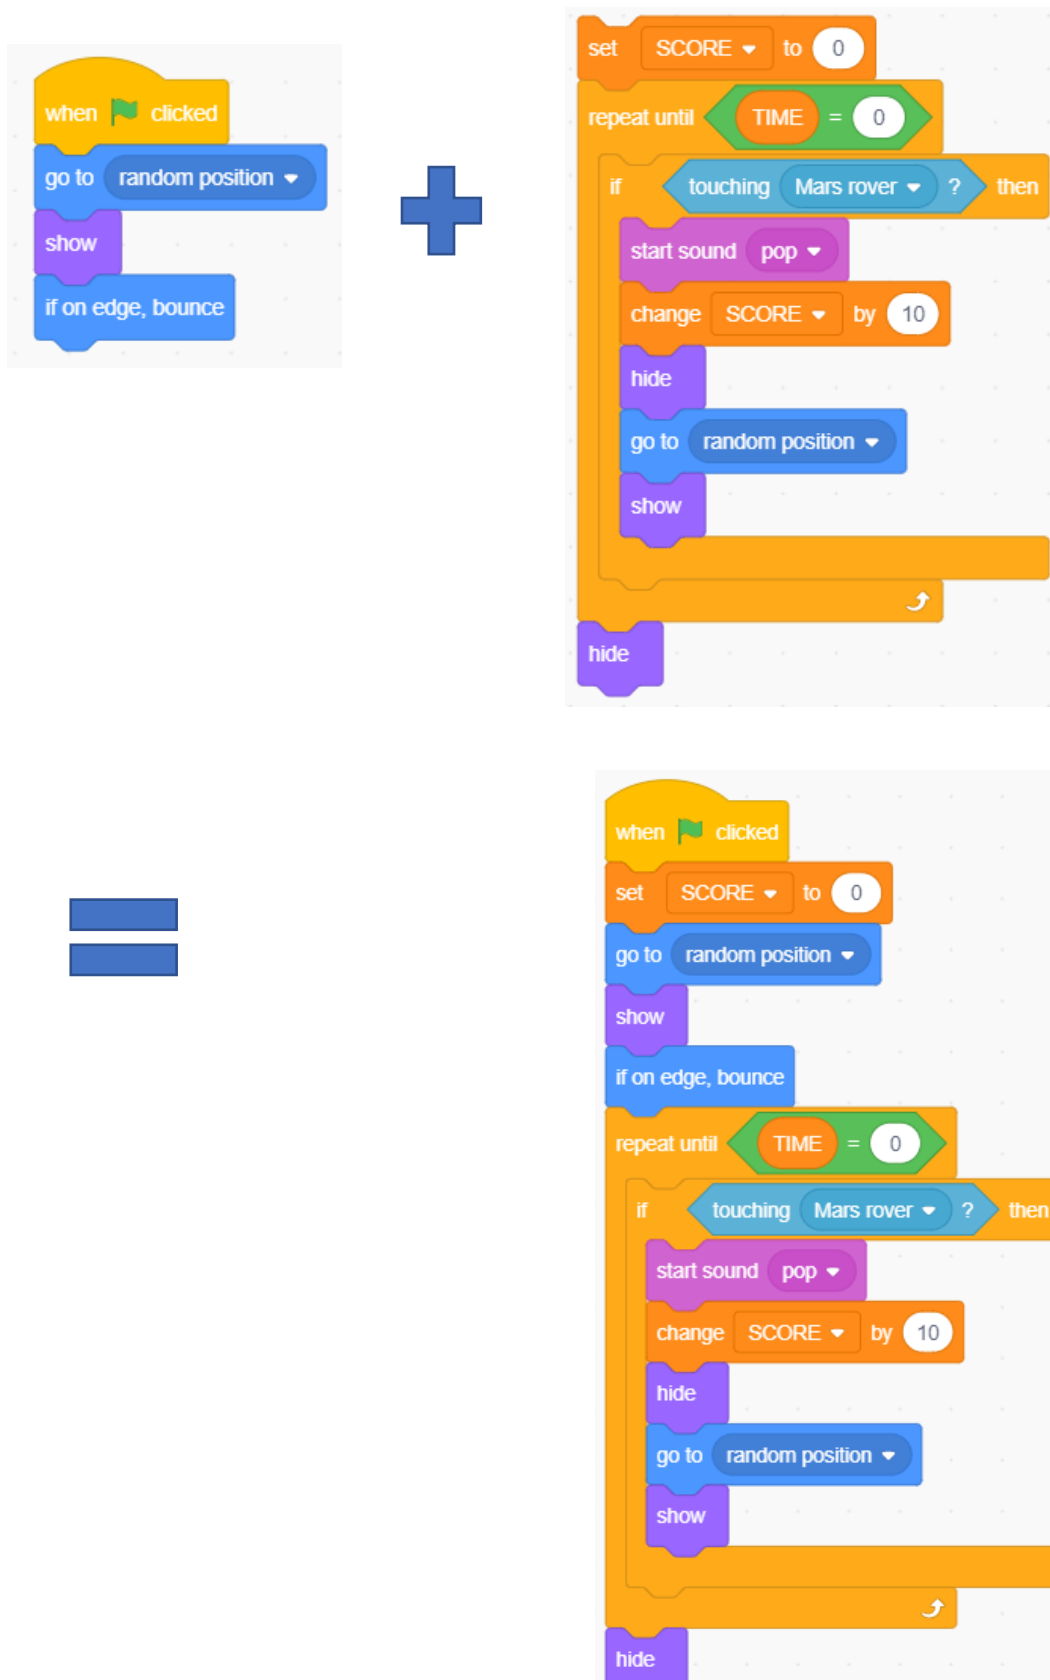 when clicked
go to random position
show
if on edge, bounce
set SCORE to 0
repeat until TIME = 0
if touching Mars rover ? then
start sound pop
change SCORE by 10
hide
go to random position
show
hide
when clicked
set SCORE to 0
go to random position
show
if on edge, bounce
repeat until TIME = 0
if touching Mars rover ? then
start sound pop
change SCORE by 10
hide
go to random position
show
hide